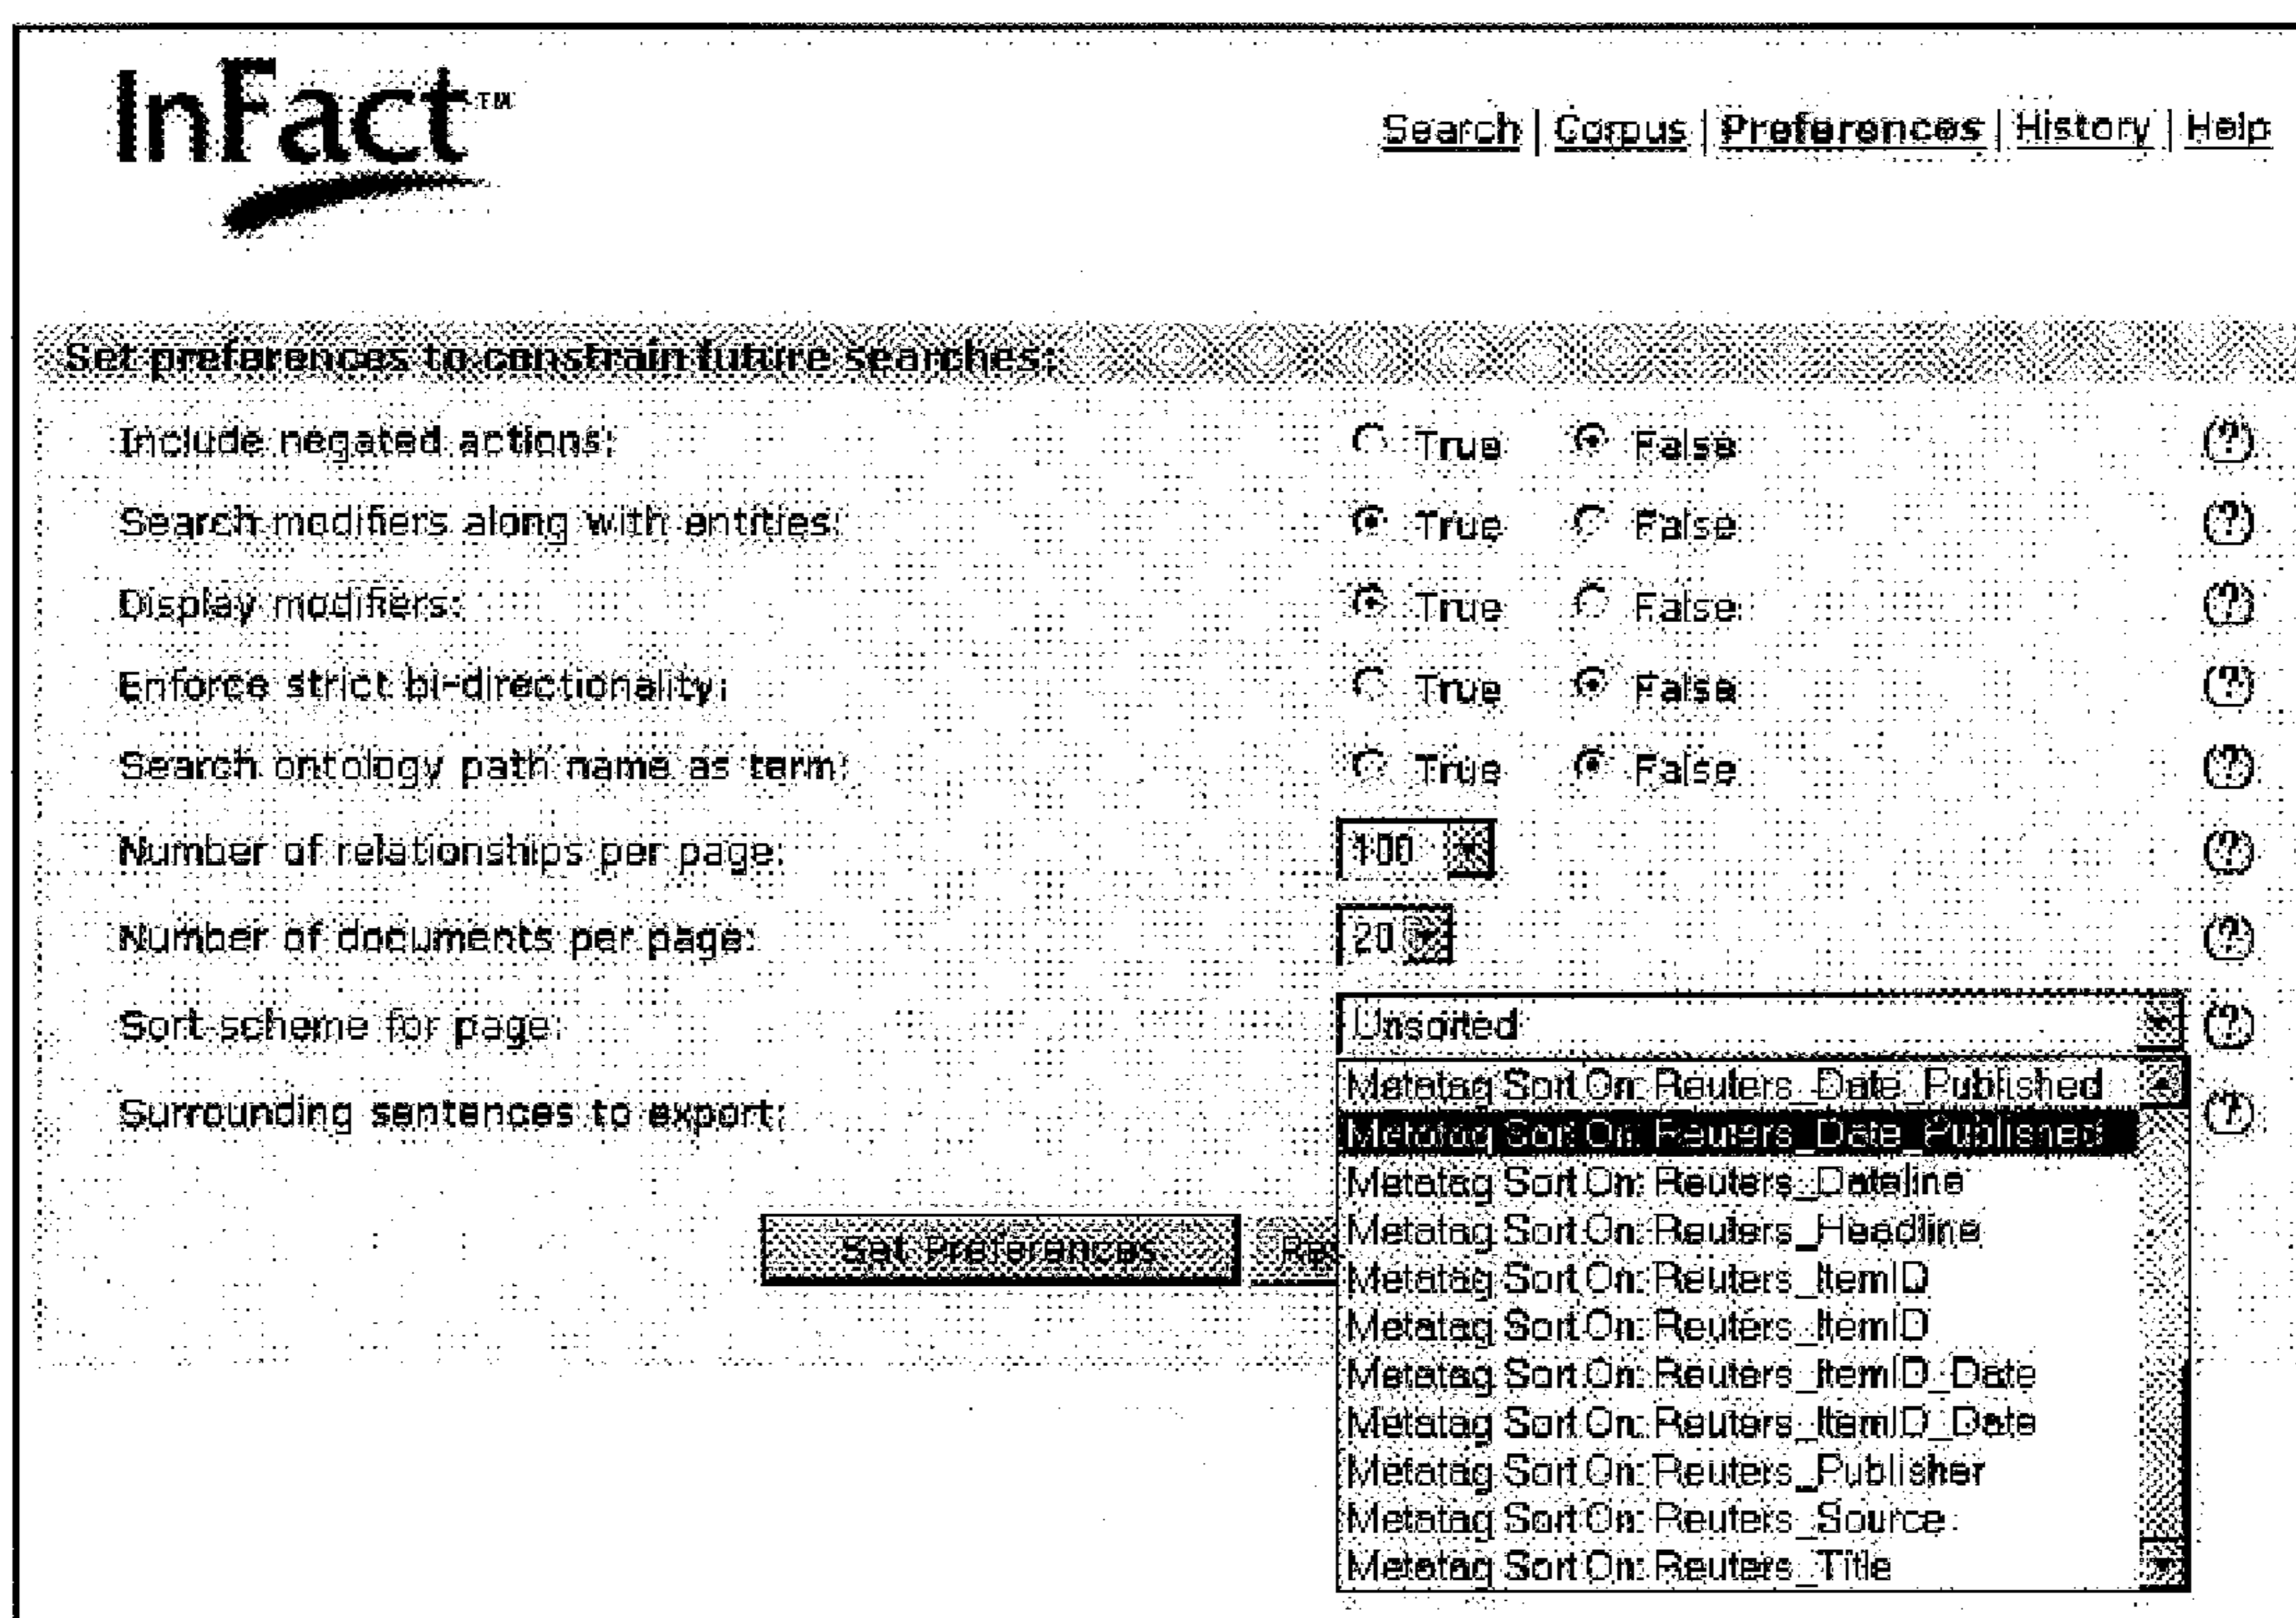 InFact™
Search | Corpus | Preferences | History | Help
Set preferences to constrain future searches:
Include negated actions: True False ?
Search modifiers along with entities: True False ?
Display modifiers: True False ?
Enforce strict bi-directionality: True False ?
Search ontology path name as term: True False ?
Number of relationships per page: 100 ?
Number of documents per page: 20 ?
Sort scheme for page: Unsorted ?
Surrounding sentences to export: ?
Metatag Sort On: Reuters_Date_Published
Metatag Sort On: Reuters_Date_Published
Metatag Sort On: Reuters_Dateline
Metatag Sort On: Reuters_Headline
Metatag Sort On: Reuters_ItemID
Metatag Sort On: Reuters_ItemID
Metatag Sort On: Reuters_ItemID_Date
Metatag Sort On: Reuters_ItemID_Date
Metatag Sort On: Reuters_Publisher
Metatag Sort On: Reuters_Source
Metatag Sort On: Reuters_Title
Set Preferences